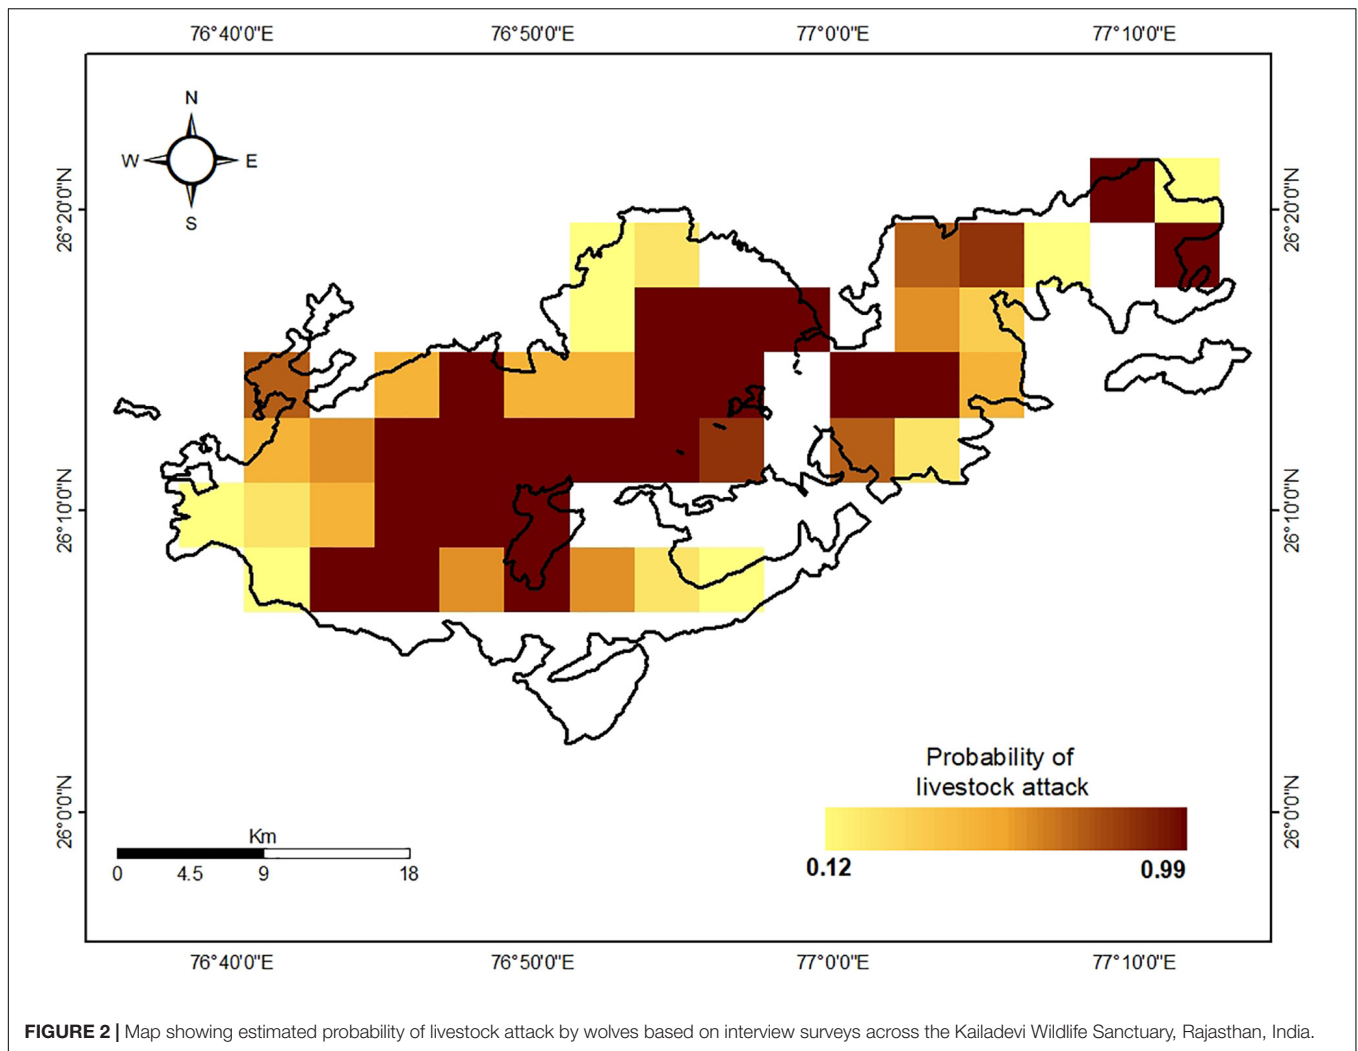 76°40'0"E 76°50'0"E 77°0'0"E 77°10'0"E
N
W E
S
26°20'0"N 26°20'0"N
26°10'0"N 26°10'0"N
26°0'0"N 26°0'0"N
Probability of
livestock attack
0.12 0.99
Km
0 4.5 9 18
76°40'0"E 76°50'0"E 77°0'0"E 77°10'0"E
FIGURE 2 | Map showing estimated probability of livestock attack by wolves based on interview surveys across the Kailadevi Wildlife Sanctuary, Rajasthan, India.